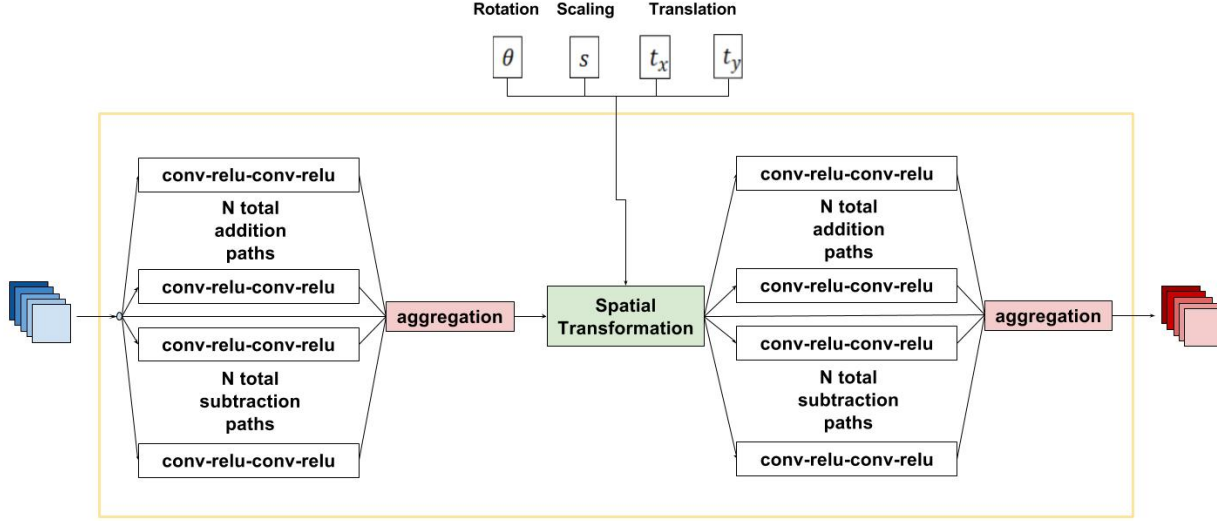 Rotation Scaling Translation
θ s t_x t_y
conv-relu-conv-relu
N total
addition
paths
conv-relu-conv-relu
aggregation
conv-relu-conv-relu
N total
subtraction
paths
conv-relu-conv-relu
Spatial
Transformation
conv-relu-conv-relu
N total
addition
paths
conv-relu-conv-relu
aggregation
conv-relu-conv-relu
N total
subtraction
paths
conv-relu-conv-relu